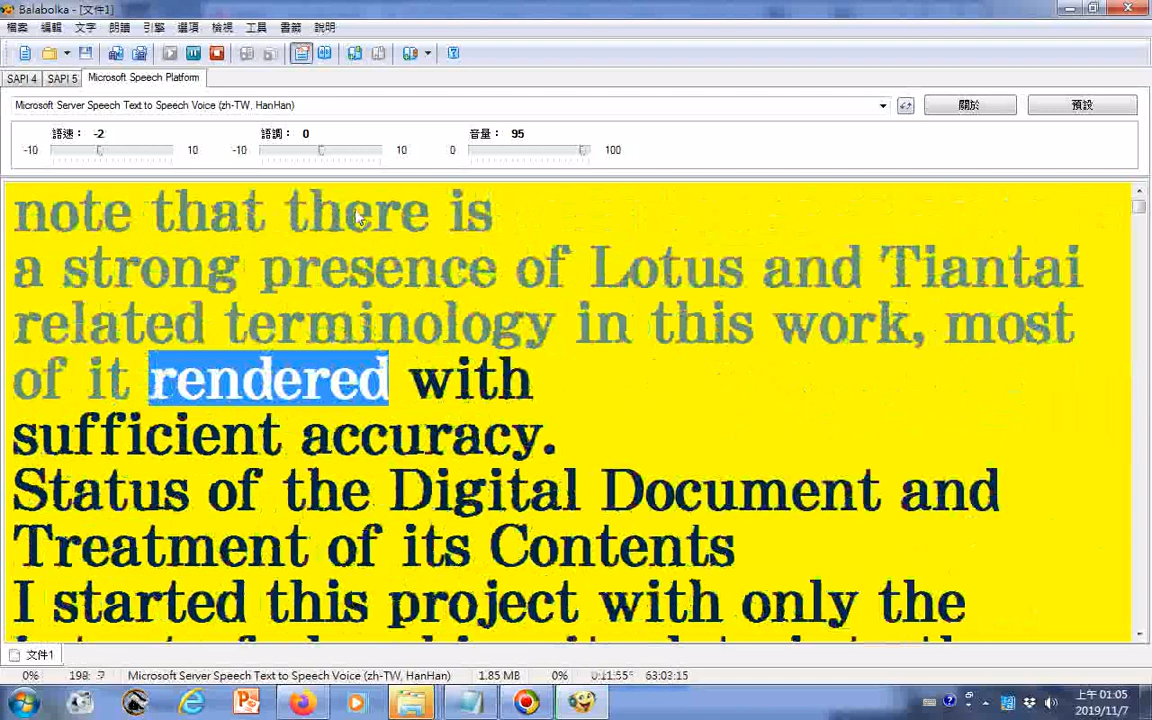 Balabolka - [文件1]
檔案 編輯 文字 朗讀 引擎 選項 檢視 工具 書籤 說明
SAPI 4 SAPI 5 Microsoft Speech Platform
Microsoft Server Speech Text to Speech Voice (zh-TW, HanHan) 關於 預設
語速： -2 語調： 0 音量： 95
-10 10 -10 10 0 100
note that there is
a strong presence of Lotus and Tiantai
related terminology in this work, most
of it rendered with
sufficient accuracy.
Status of the Digital Document and
Treatment of its Contents
I started this project with only the
文件1
0% Microsoft Server Speech Text to Speech Voice (zh-TW, HanHan) 1.85 MB 0% 63:03:15
上午 01:05
2019/11/7